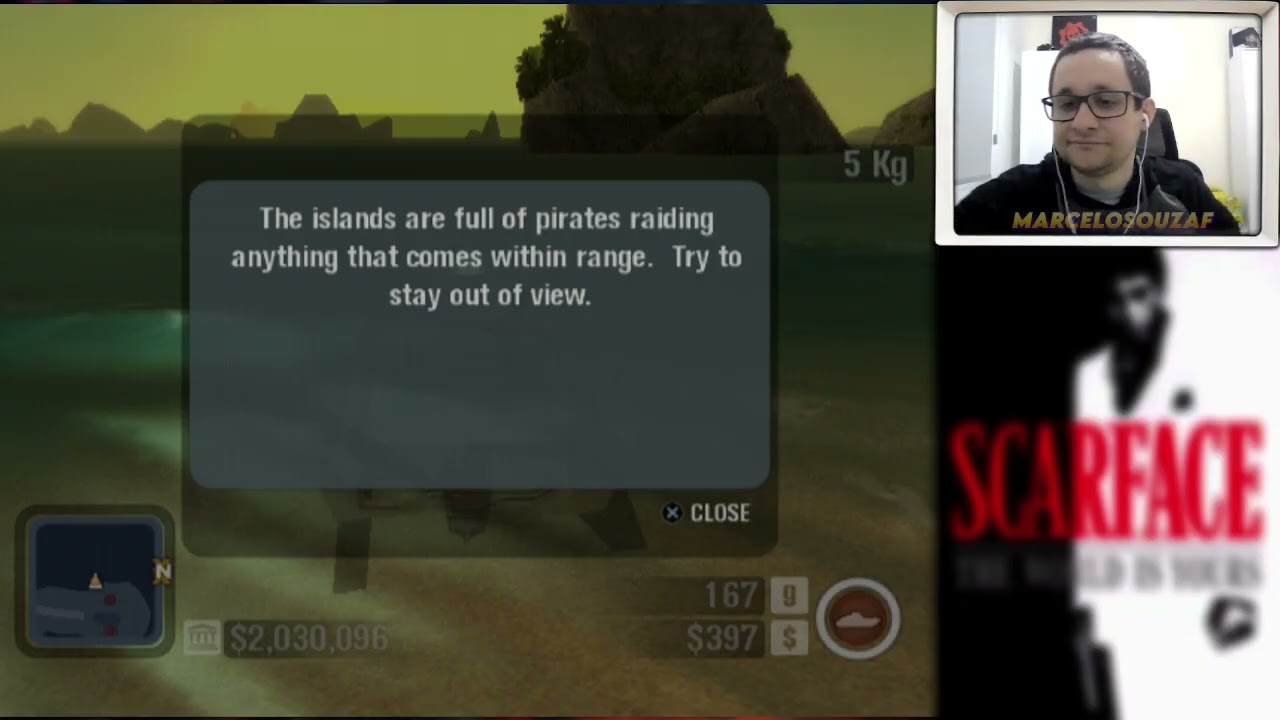 5 Kg
MARCELOSOUZAF
The islands are full of pirates raiding
anything that comes within range. Try to
stay out of view.
CLOSE
N
167 g
$2,030,096
$397 $
SCARFACE
THE WORLD IS YOURS